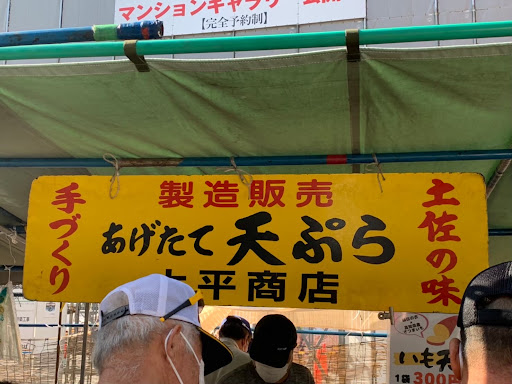 マンションギャラリー
【完全予約制】
製造販売
手づくり
あげたて天ぷら
土佐の味
平商店
いも天
1袋300